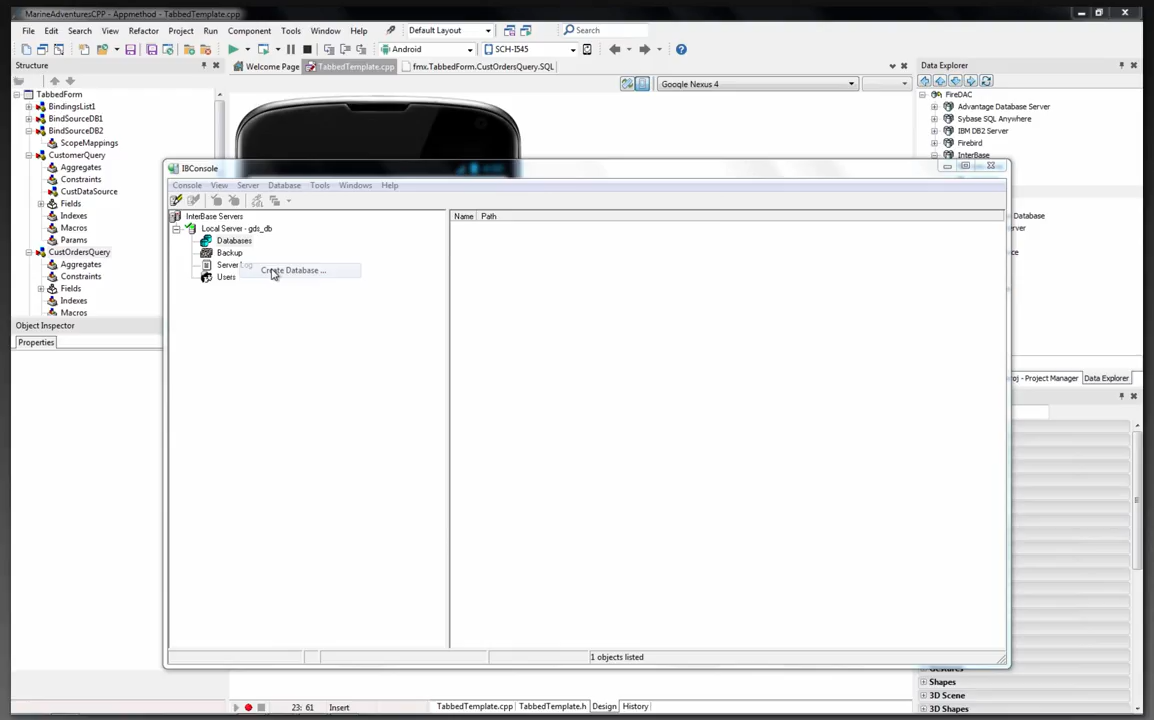 MarineAdventuresCPP - Appmethod - TabbedTemplate.cpp
File Edit Search View Refactor Project Run Component Tools Window Help Default Layout Search
Android SCH-I545
Structure
Welcome Page TabbedTemplate.cpp fmx.TabbedForm.CustOrdersQuery.SQL
Data Explorer
Google Nexus 4
TabbedForm
BindingsList1
BindSourceDB1
BindSourceDB2
ScopeMappings
CustomerQuery
Aggregates
Constraints
CustDataSource
Fields
Indexes
Macros
Params
CustOrdersQuery
Aggregates
Constraints
Fields
Indexes
Macros
Object Inspector
Properties
FireDAC
Advantage Database Server
Sybase SQL Anywhere
IBM DB2 Server
Firebird
InterBase
Database
IBConsole
Console View Server Database Tools Windows Help
InterBase Servers
Local Server - gds_db
Databases
Backup
Server Log
Users
Create Database ...
Name Path
1 objects listed
oj - Project Manager Data Explorer
Shapes
3D Scene
3D Shapes
23: 61 Insert
TabbedTemplate.cpp TabbedTemplate.h Design History